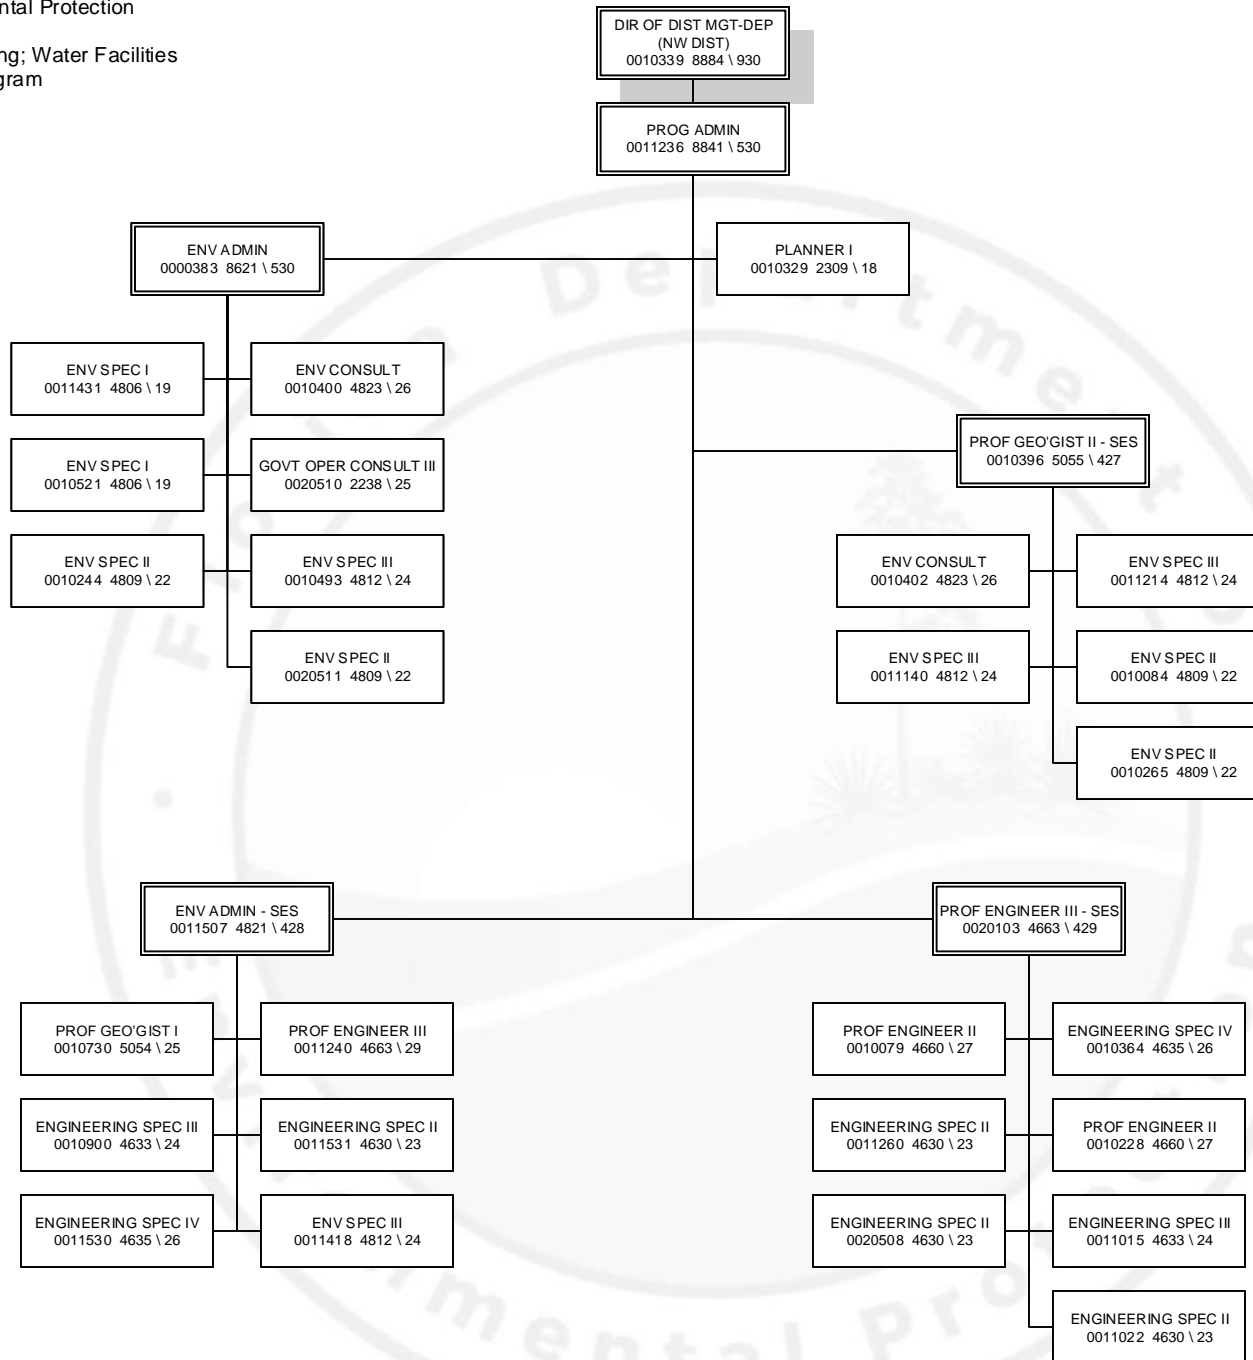 ntal Protection
ng; Water Facilities
gram
DIR OF DIST MGT-DEP
(NW DIST)
0010339 8884 \ 930
PROG ADMIN
0011236 8841 \ 530
ENV ADMIN
0000383 8621 \ 530
PLANNER I
0010329 2309 \ 18
ENV SPEC I
0011431 4806 \ 19
ENV CONSULT
0010400 4823 \ 26
ENV SPEC I
0010521 4806 \ 19
GOVT OPER CONSULT III
0020510 2238 \ 25
ENV SPEC II
0010244 4809 \ 22
ENV SPEC III
0010493 4812 \ 24
ENV SPEC II
0020511 4809 \ 22
PROF GEO'GIST II - SES
0010396 5055 \ 427
ENV CONSULT
0010402 4823 \ 26
ENV SPEC III
0011214 4812 \ 24
ENV SPEC III
0011140 4812 \ 24
ENV SPEC II
0010084 4809 \ 22
ENV SPEC II
0010265 4809 \ 22
ENV ADMIN - SES
0011507 4821 \ 428
PROF GEO'GIST I
0010730 5054 \ 25
PROF ENGINEER III
0011240 4663 \ 29
ENGINEERING SPEC III
0010900 4633 \ 24
ENGINEERING SPEC II
0011531 4630 \ 23
ENGINEERING SPEC IV
0011530 4635 \ 26
ENV SPEC III
0011418 4812 \ 24
PROF ENGINEER III - SES
0020103 4663 \ 429
PROF ENGINEER II
0010079 4660 \ 27
ENGINEERING SPEC IV
0010364 4635 \ 26
ENGINEERING SPEC II
0011260 4630 \ 23
PROF ENGINEER II
0010228 4660 \ 27
ENGINEERING SPEC II
0020508 4630 \ 23
ENGINEERING SPEC III
0011015 4633 \ 24
ENGINEERING SPEC II
0011022 4630 \ 23